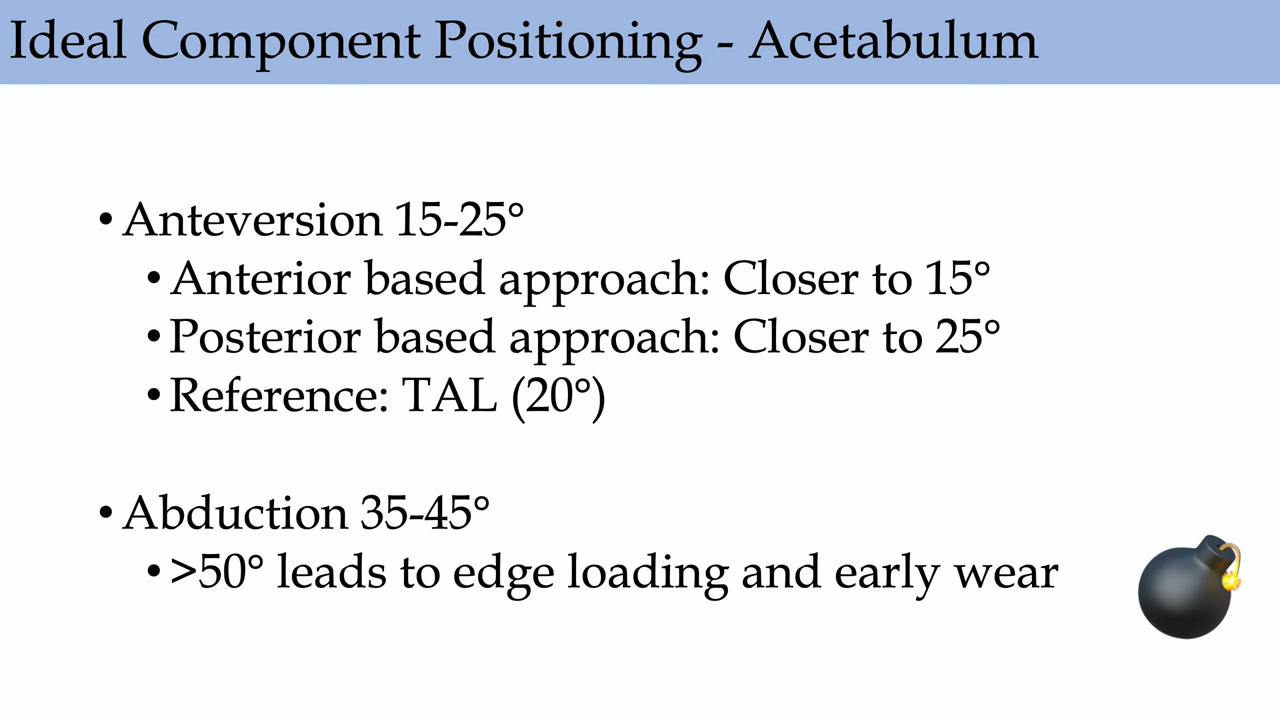 Ideal Component Positioning - Acetabulum
• Anteversion 15-25°
• Anterior based approach: Closer to 15°
• Posterior based approach: Closer to 25°
• Reference: TAL (20°)
• Abduction 35-45°
• >50° leads to edge loading and early wear